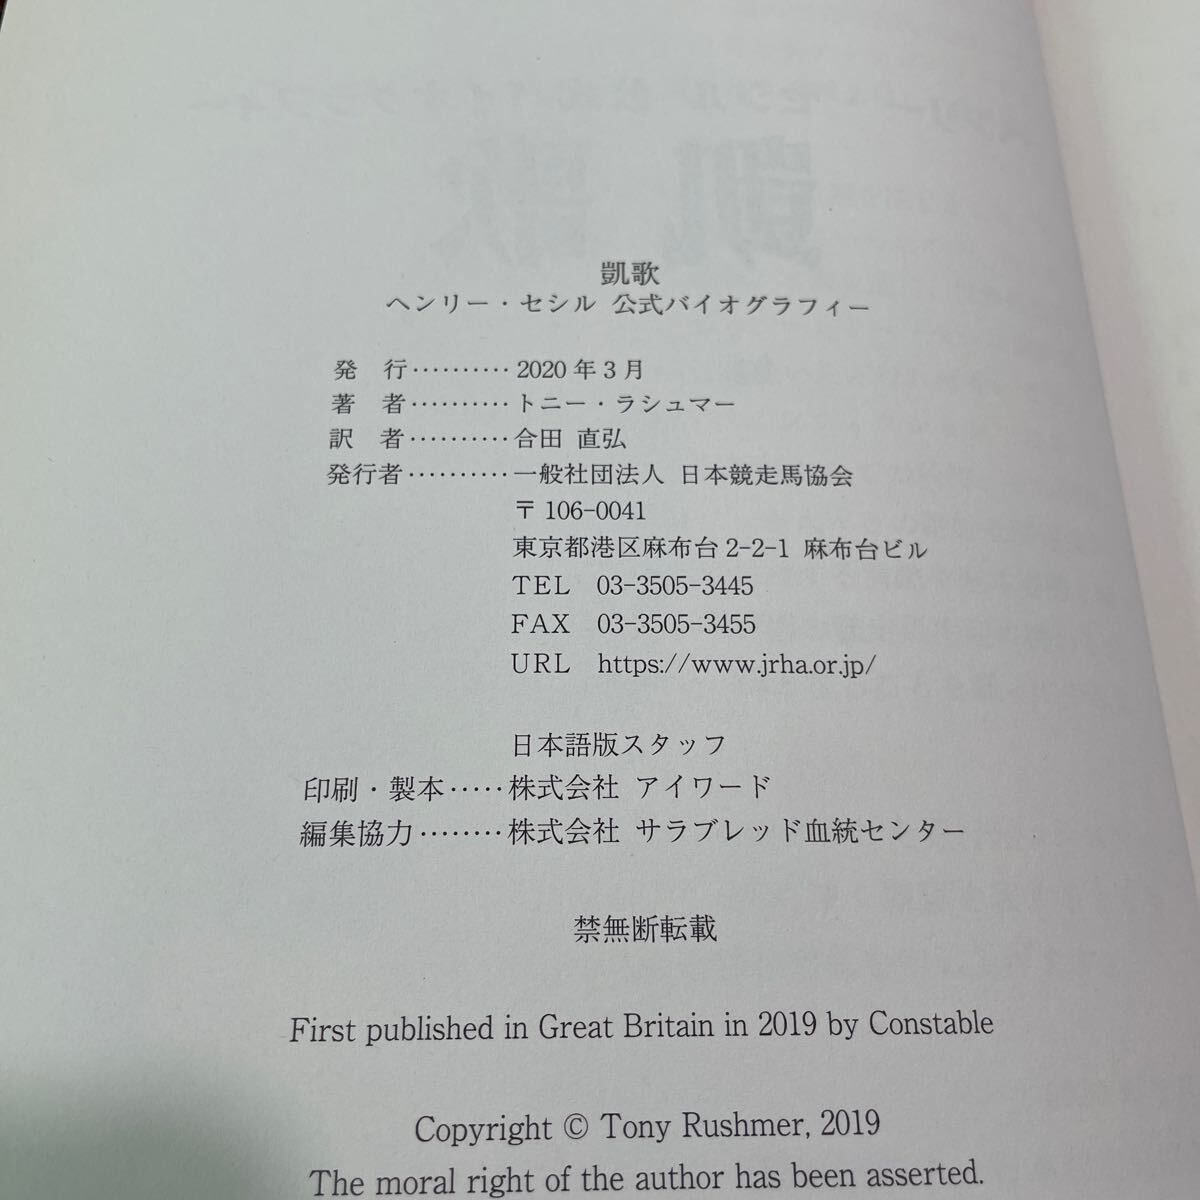 凱歌
ヘンリー・セシル 公式バイオグラフィー
発 行‥‥‥‥‥ 2020 年 3 月
著 者‥‥‥‥‥ トニー・ラシュマー
訳 者‥‥‥‥‥ 合田 直弘
発行者‥‥‥‥‥ 一般社団法人 日本競走馬協会
〒 106-0041
東京都港区麻布台 2-2-1 麻布台ビル
TEL 03-3505-3445
FAX 03-3505-3455
URL https://www.jrha.or.jp/
日本語版スタッフ
印刷・製本‥‥‥ 株式会社 アイワード
編集協力‥‥‥‥ 株式会社 サラブレッド血統センター
禁無断転載
First published in Great Britain in 2019 by Constable
Copyright © Tony Rushmer, 2019
The moral right of the author has been asserted.